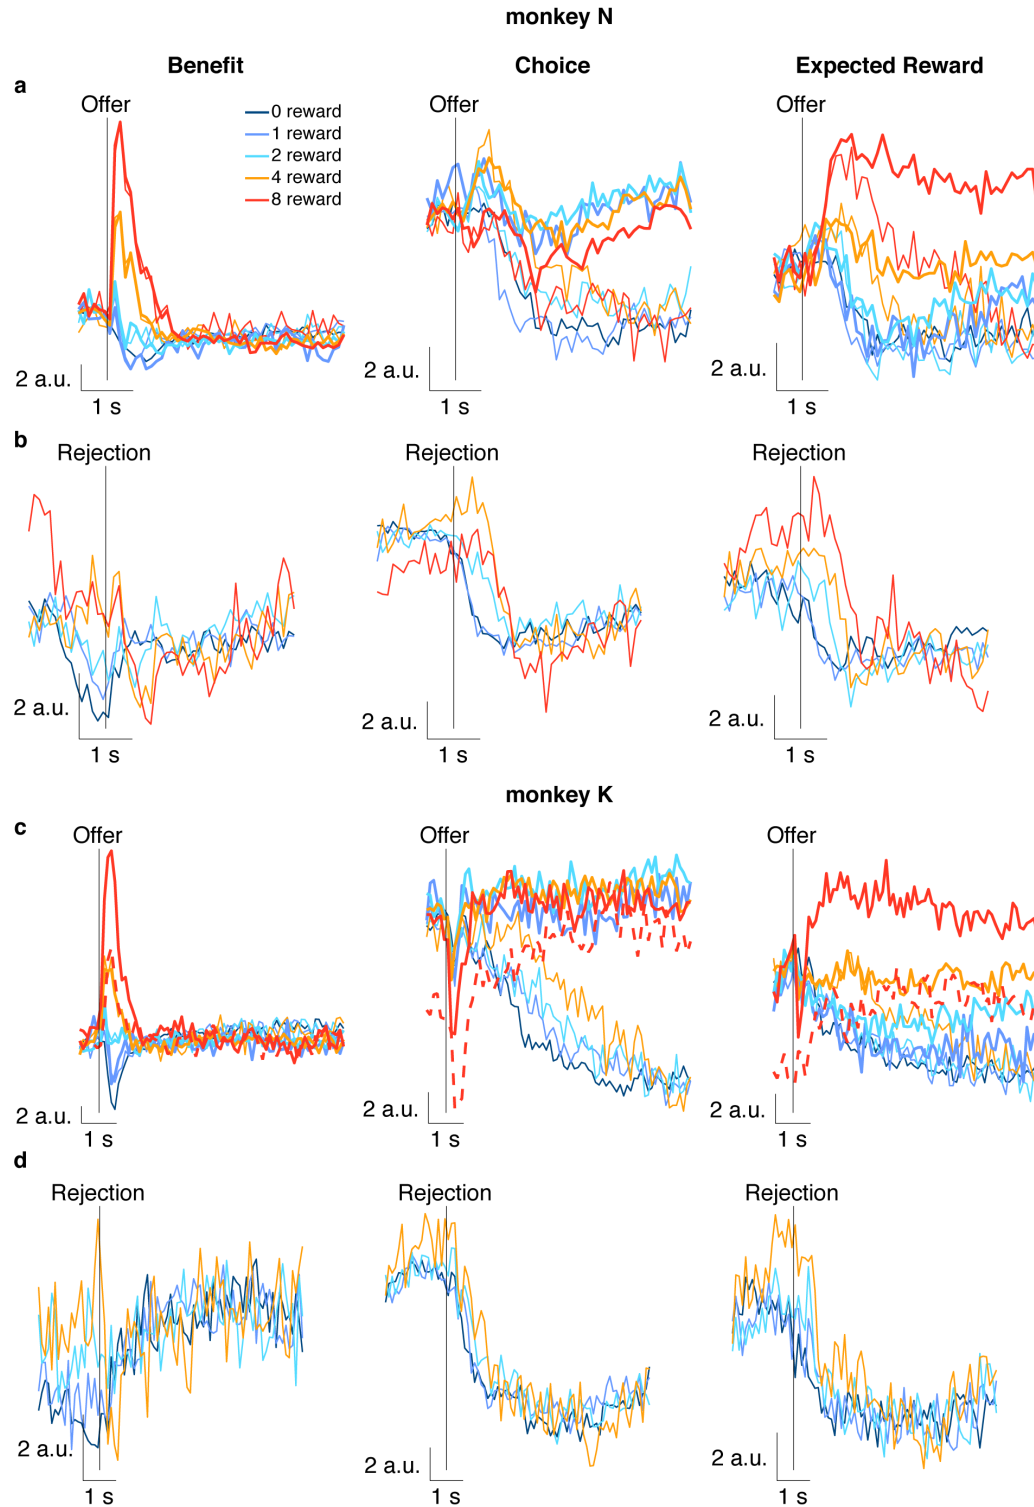 monkey N
Benefit Choice Expected Reward
a
Offer Offer Offer
0 reward
1 reward
2 reward
4 reward
8 reward
2 a.u. 2 a.u. 2 a.u.
1 s 1 s 1 s
b
Rejection Rejection Rejection
2 a.u. 2 a.u. 2 a.u.
1 s 1 s 1 s
monkey K
c
Offer Offer Offer
2 a.u. 2 a.u. 2 a.u.
1 s 1 s 1 s
d
Rejection Rejection Rejection
2 a.u. 2 a.u. 2 a.u.
1 s 1 s 1 s